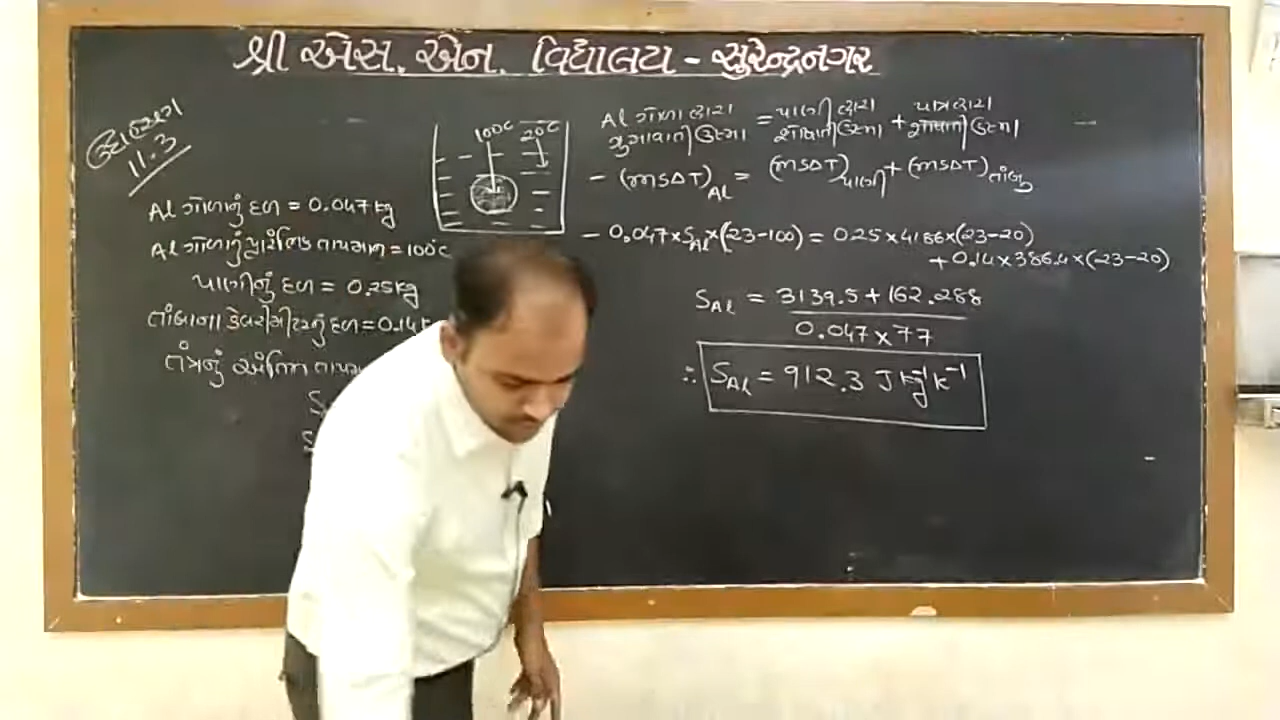 શ્રી એસ. એન. વિદ્યાલય - સુરેન્દ્રનગર
ઉદાહરણ
11.3
Al ગોળાનું દળ = 0.047 kg
Al ગોળાનું પ્રારંભિક તાપમાન = 100°C
પાણીનું દળ = 0.25 kg
તાંબાના કેલરીમીટરનું દળ = 0.14
તંત્રનું અંતિમ
S
S
100°C 20°C
Al ગોળા દ્વારા = પાણી દ્વારા + પાત્ર દ્વારા
ગુમાવાતી ઉષ્મા શોષાતી ઉષ્મા શોષાતી ઉષ્મા
- (msΔT)Al = (msΔT)પાણી + (msΔT)તાંબુ
- 0.047 × SAl × (23-100) = 0.25 × 4186 × (23-20)
+ 0.14 × 386.4 × (23-20)
SAl = 3139.5 + 162.288
0.047 × 77
∴ SAl = 912.3 J kg⁻¹ K⁻¹